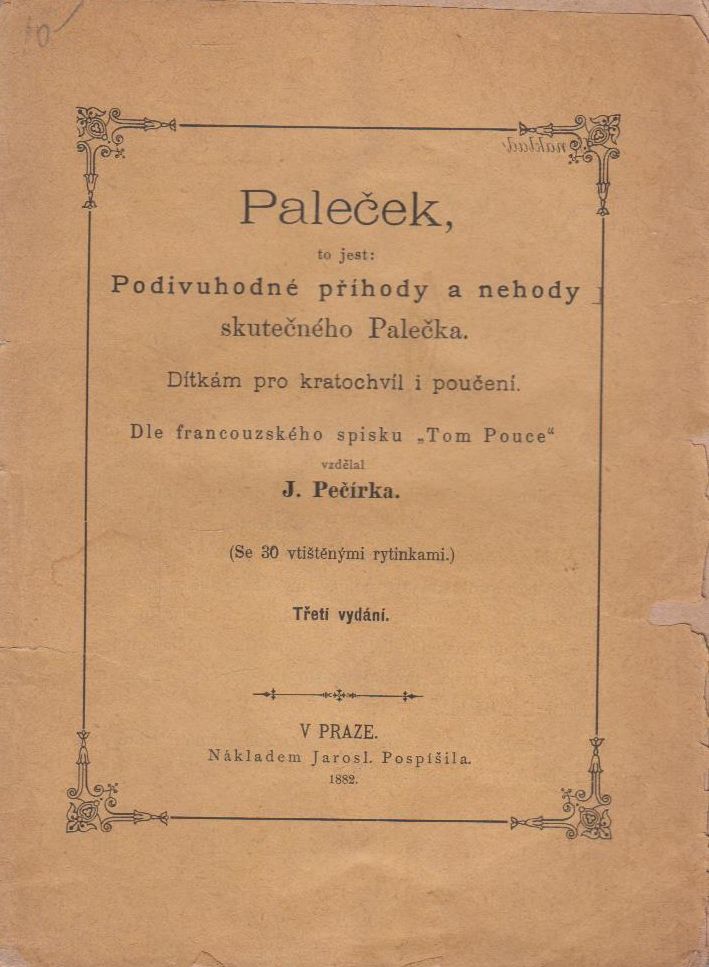 10
Paleček,
to jest:
Podivuhodné příhody a nehody
skutečného Palečka.
Dítkám pro kratochvíl i poučení.
Dle francouzského spisku „Tom Pouce“
vzdělal
J. Pečírka.
(Se 30 vtištěnými rytinkami.)
Třetí vydání.
V PRAZE.
Nákladem Jarosl. Pospíšila.
1882.